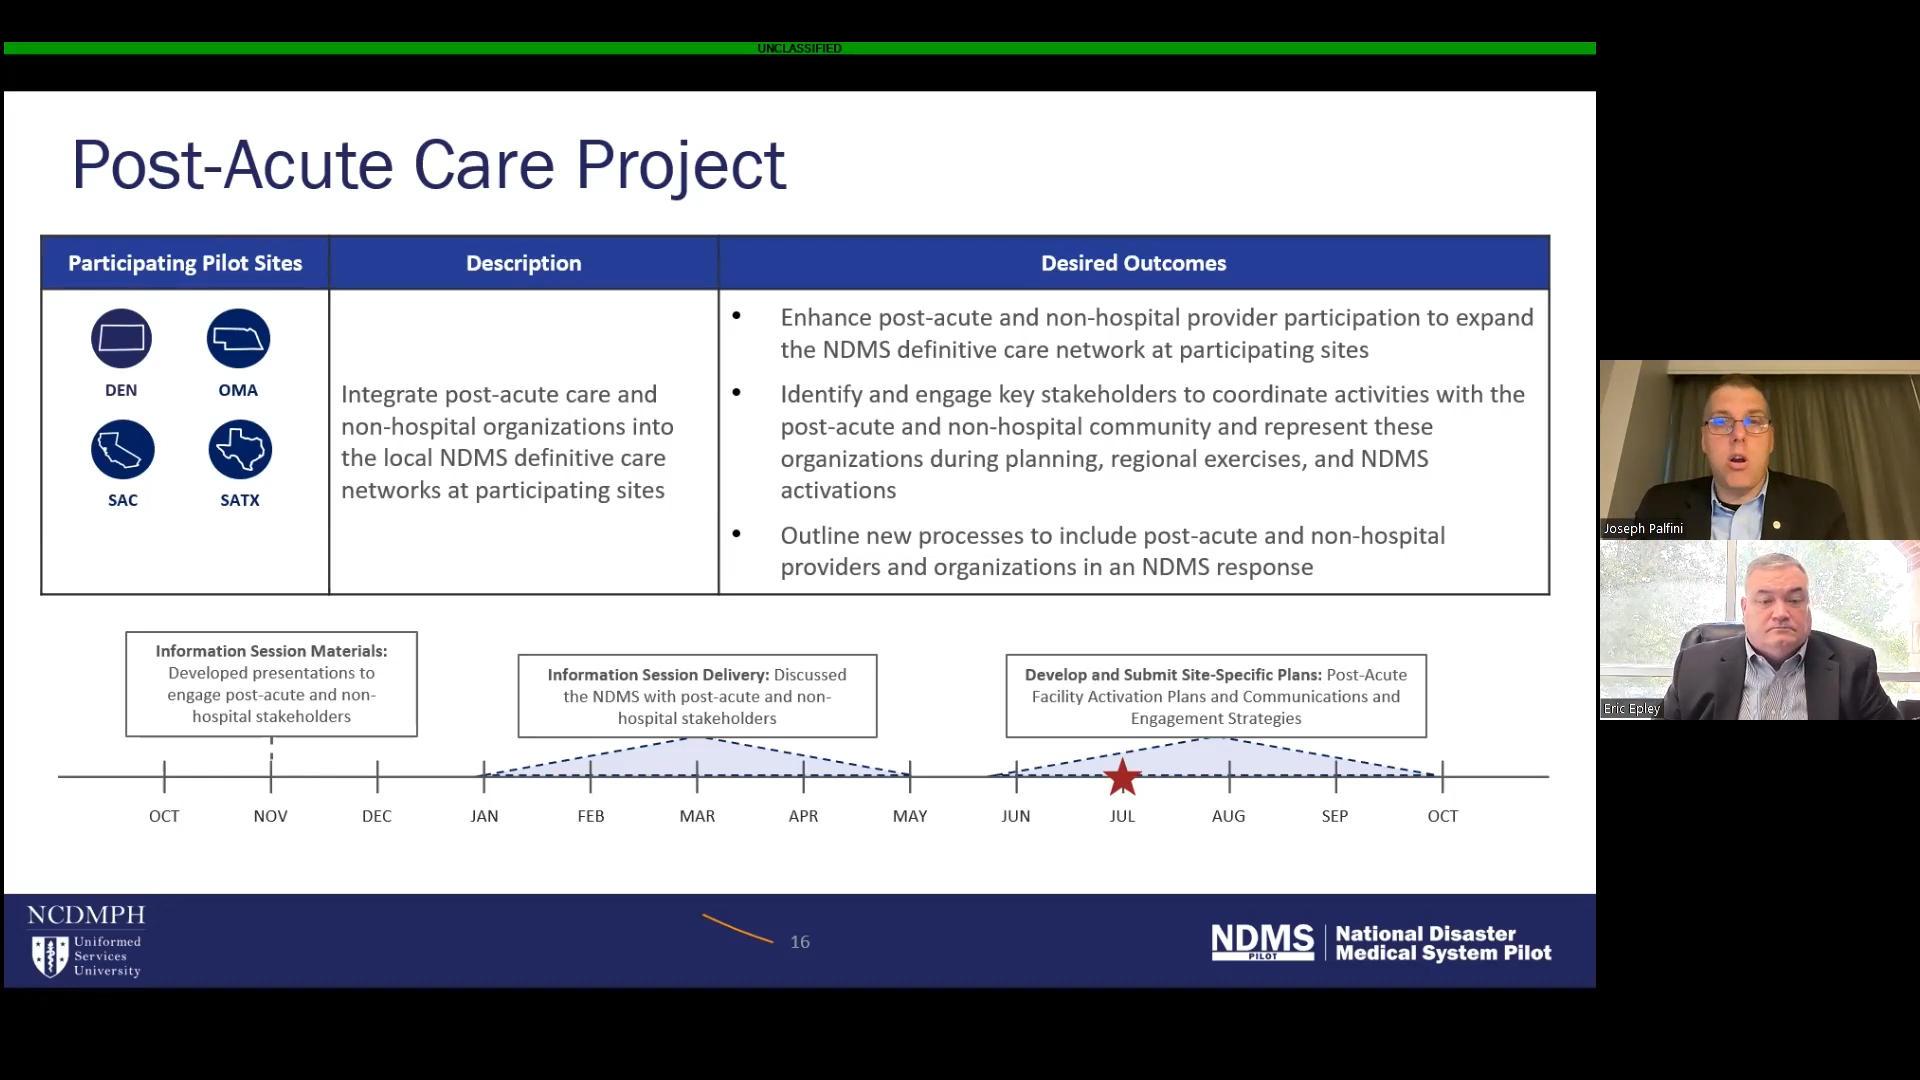 UNCLASSIFIED
Post-Acute Care Project
Participating Pilot Sites
Description
Desired Outcomes
DEN
OMA
SAC
SATX
Integrate post-acute care and
non-hospital organizations into
the local NDMS definitive care
networks at participating sites
• Enhance post-acute and non-hospital provider participation to expand
the NDMS definitive care network at participating sites
• Identify and engage key stakeholders to coordinate activities with the
post-acute and non-hospital community and represent these
organizations during planning, regional exercises, and NDMS
activations
• Outline new processes to include post-acute and non-hospital
providers and organizations in an NDMS response
Information Session Materials:
Developed presentations to
engage post-acute and non-
hospital stakeholders
Information Session Delivery: Discussed
the NDMS with post-acute and non-
hospital stakeholders
Develop and Submit Site-Specific Plans: Post-Acute
Facility Activation Plans and Communications and
Engagement Strategies
OCT NOV DEC JAN FEB MAR APR MAY JUN JUL AUG SEP OCT
NCDMPH
Uniformed
Services
University
16
NDMS
PILOT
National Disaster
Medical System Pilot
Joseph Palfini
Eric Epley